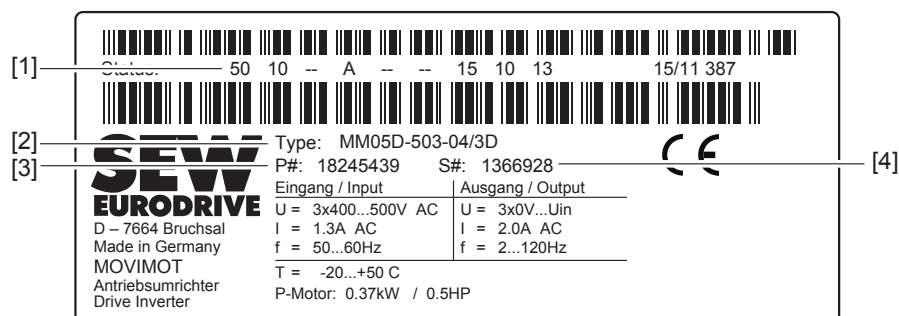 [1] Status: 50 10 -- A -- -- 15 10 13 15/11 387
[2] Type: MM05D-503-04/3D
[3] P#: 18245439 S#: 1366928 [4]
SEW
EURODRIVE
D – 7664 Bruchsal
Made in Germany
MOVIMOT
Antriebsumrichter
Drive Inverter
CE
Eingang / Input Ausgang / Output
U = 3x400...500V AC U = 3x0V...Uin
I = 1.3A AC I = 2.0A AC
f = 50...60Hz f = 2...120Hz
T = -20...+50 C
P-Motor: 0.37kW / 0.5HP